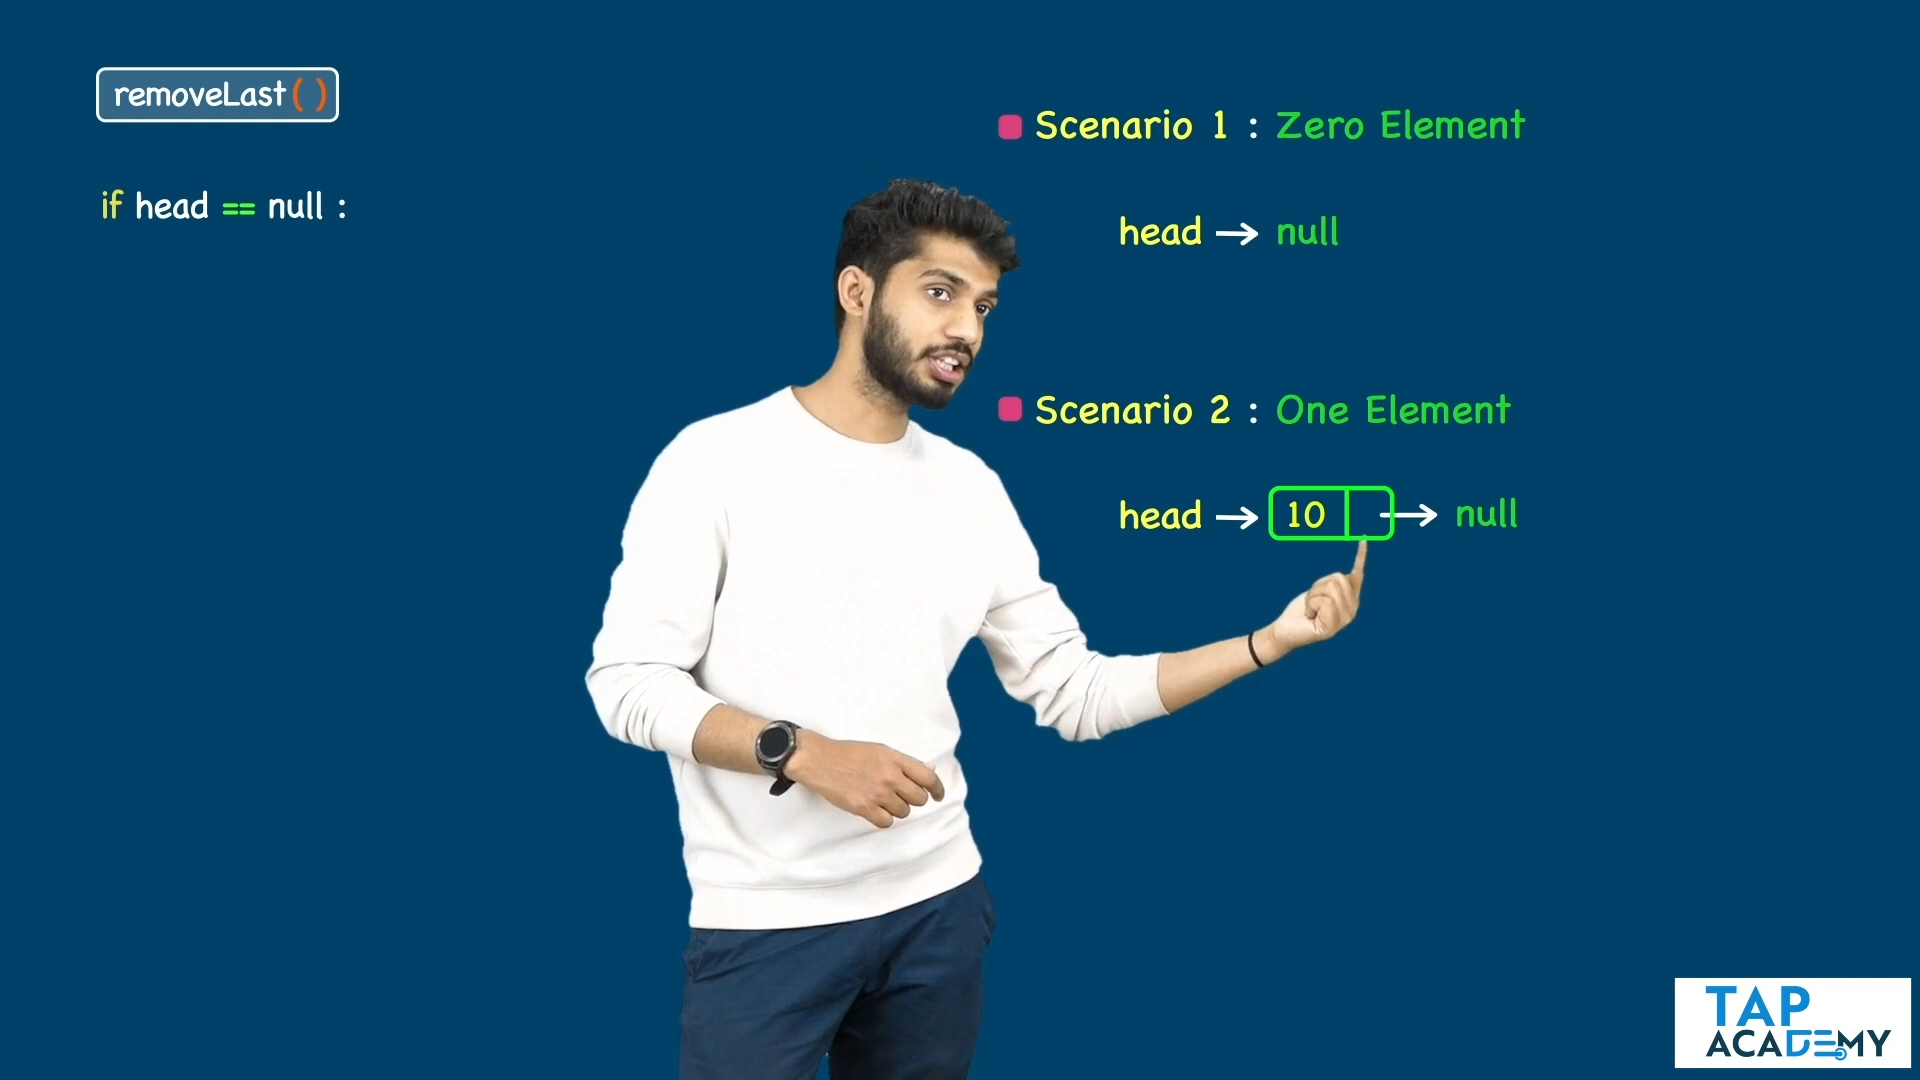 removeLast( )
if head == null :
Scenario 1 : Zero Element
head → null
Scenario 2 : One Element
head → 10 → null
TAP
ACADEMY